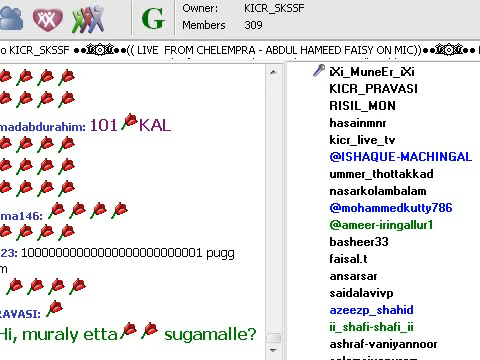 Owner: KICR_SKSSF
Members 309
G
o KICR_SKSSF ●●۞۞●●(( LIVE FROM CHELEMPRA - ABDUL HAMEED FAISY ON MIC))●●۞۞●●
madabdurahim: 101 KAL
ma146:
23: 1000000000000000000000000001 pugg
m
RAVASI:
Hi, muraly etta sugamalle?
iXi_MuneEr_iXi
KICR_PRAVASI
RISIL_MON
hasainmnr
kicr_live_tv
@ISHAQUE-MACHINGAL
ummer_thottakkad
nasarkolambalam
@mohammedkutty786
@ameer-iringallur1
basheer33
faisal.t
ansarsar
saidalavivp
azeezp_shahid
ii_shafi-shafi_ii
ashraf-vaniyannoor